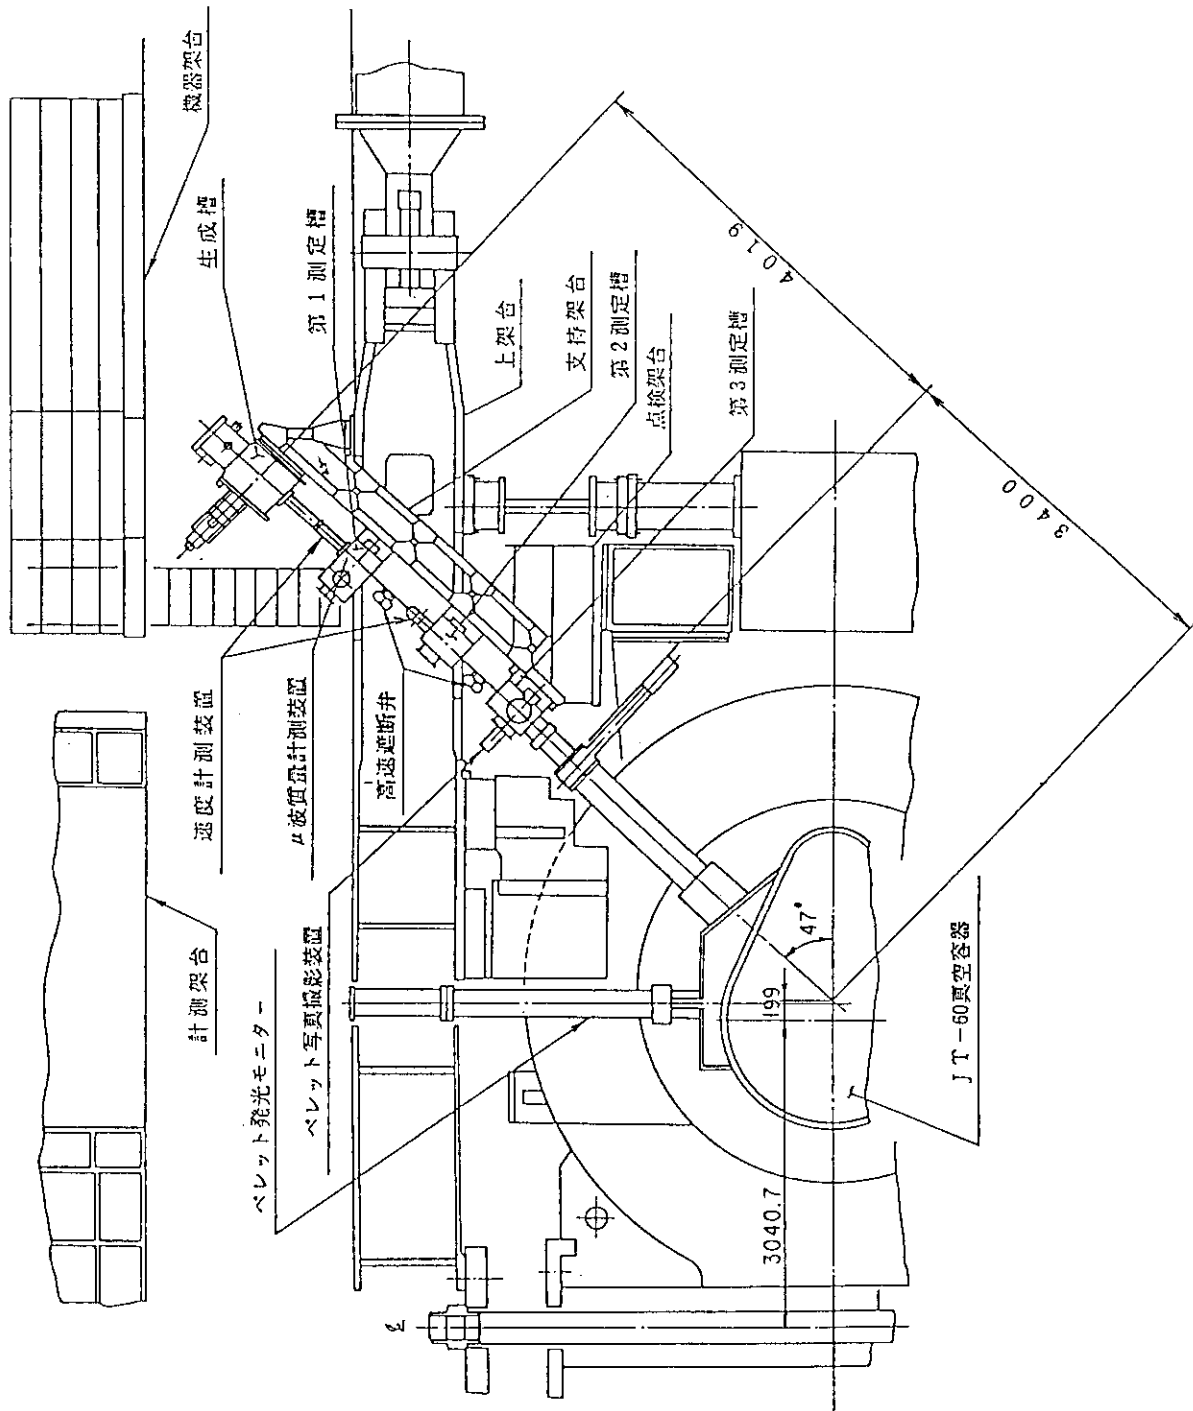 機器架台
生成槽
第1測定槽
上架台
支持架台
第2測定槽
点検架台
第3測定槽
4019
3400
速度計測装置
μ波質量計測装置
高速遮断弁
計測架台
ペレット写真撮影装置
ペレット発光モニター
47°
199
3040.7
JT-60真空容器
℄